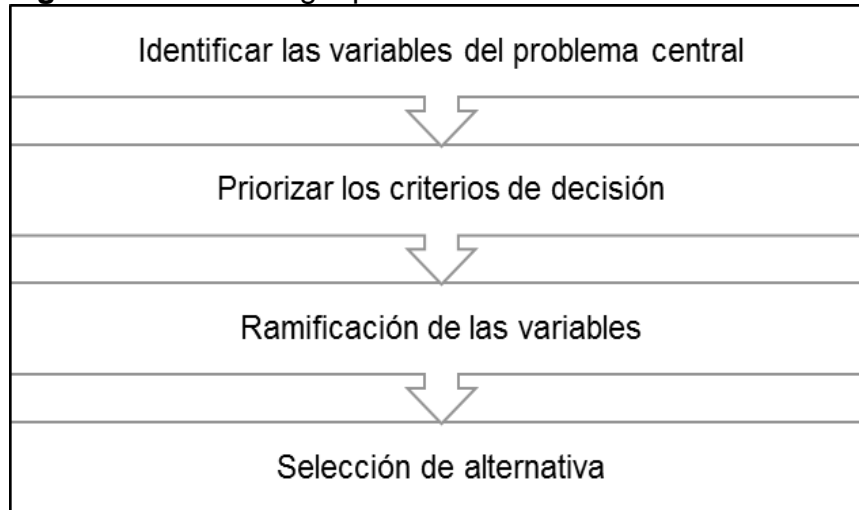 Identificar las variables del problema central
Priorizar los criterios de decisión
Ramificación de las variables
Selección de alternativa